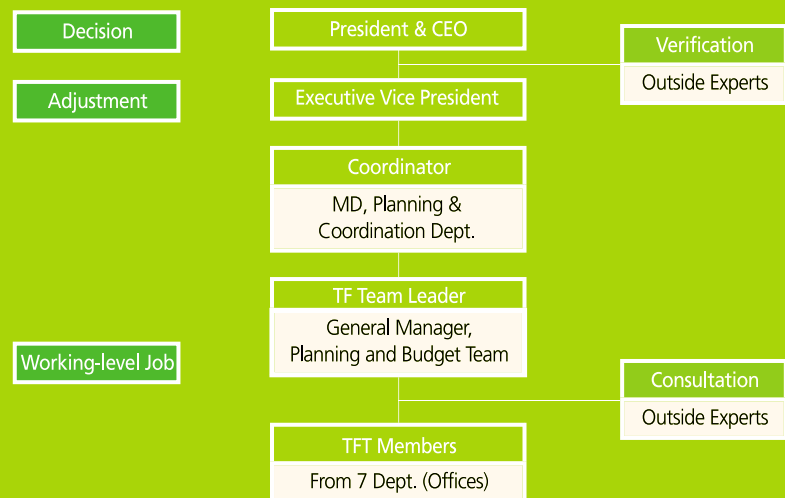 Decision
President & CEO
Verification
Outside Experts
Adjustment
Executive Vice President
Coordinator
MD, Planning &
Coordination Dept.
TF Team Leader
General Manager,
Planning and Budget Team
Working-level Job
Consultation
Outside Experts
TFT Members
From 7 Dept. (Offices)